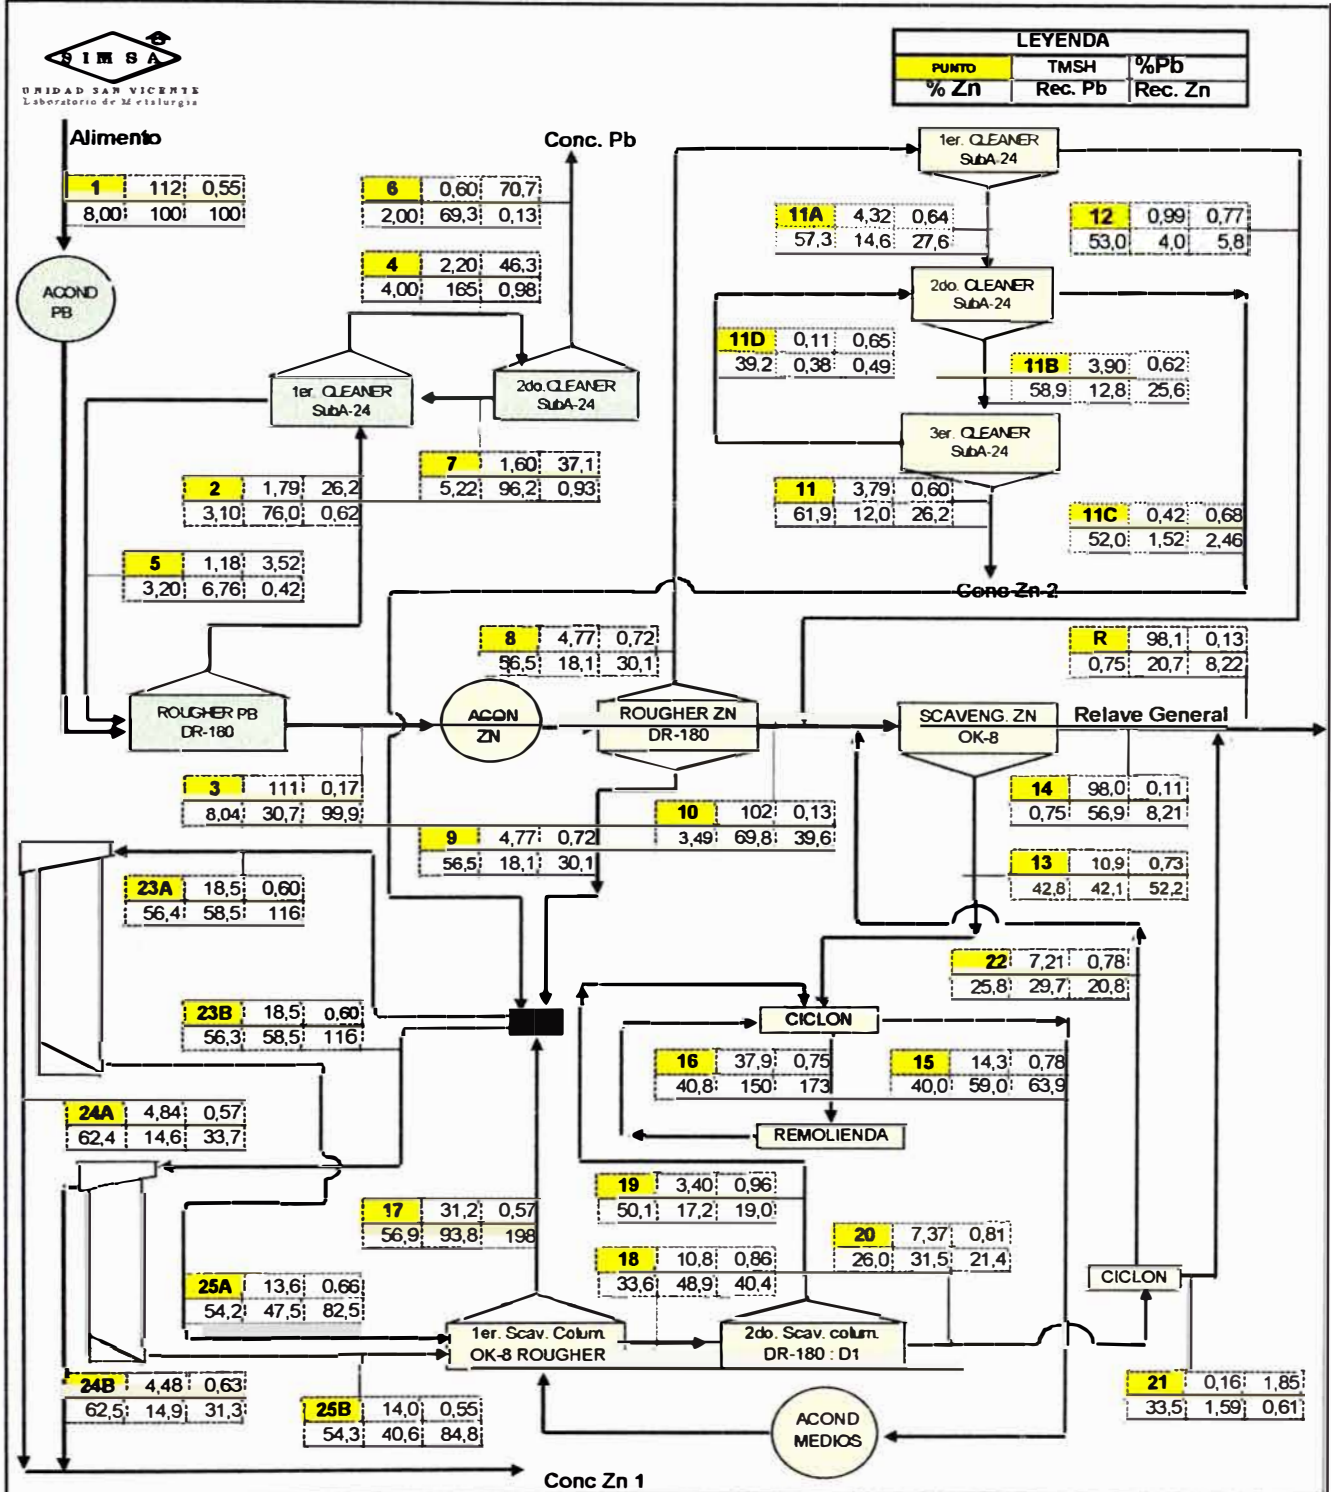 SIMSA
UNIDAD SAN VICENTE
Laboratorio de Metalurgia
LEYENDA
PUNTO TMSH %Pb
% Zn Rec. Pb Rec. Zn
Alimento
1 112 0,55
8,00 100 100
Conc. Pb
6 0,60 70,7
2,00 69,3 0,13
4 2,20 46,3
4,00 165 0,98
1er. CLEANER
SubA-24
11A 4,32 0,64
57,3 14,6 27,6
12 0,99 0,77
53,0 4,0 5,8
ACOND
PB
2do. CLEANER
SubA-24
11D 0,11 0,65
39,2 0,38 0,49
11B 3,90 0,62
58,9 12,8 25,6
1er. CLEANER
SubA-24
2do. CLEANER
SubA-24
3er. CLEANER
SubA-24
7 1,60 37,1
5,22 96,2 0,93
2 1,79 26,2
3,10 76,0 0,62
11 3,79 0,60
61,9 12,0 26,2
11C 0,42 0,68
52,0 1,52 2,46
5 1,18 3,52
3,20 6,76 0,42
Conc Zn-2
8 4,77 0,72
56,5 18,1 30,1
R 98,1 0,13
0,75 20,7 8,22
ROUGHER PB
DR-180
ACON
ZN
ROUGHER ZN
DR-180
SCAVENG. ZN
OK-8
Relave General
3 111 0,17
8,04 30,7 99,9
9 4,77 0,72
56,5 18,1 30,1
10 102 0,13
3,49 69,8 39,6
14 98,0 0,11
0,75 56,9 8,21
13 10,9 0,73
42,8 42,1 52,2
23A 18,5 0,60
56,4 58,5 116
22 7,21 0,78
25,8 29,7 20,8
23B 18,5 0,60
56,3 58,5 116
CICLON
16 37,9 0,75
40,8 150 173
15 14,3 0,78
40,0 59,0 63,9
24A 4,84 0,57
62,4 14,6 33,7
REMOLIENDA
19 3,40 0,96
50,1 17,2 19,0
17 31,2 0,57
56,9 93,8 198
20 7,37 0,81
26,0 31,5 21,4
18 10,8 0,86
33,6 48,9 40,4
25A 13,6 0.66
54,2 47,5 82,5
CICLON
1er. Scav. Colum.
OK-8 ROUGHER
2do. Scav. colum.
DR-180 : D1
24B 4,48 0,63
62,5 14,9 31,3
25B 14,0 0,55
54,3 40,6 84,8
21 0,16 1,85
33,5 1,59 0,61
ACOND
MEDIOS
Conc Zn 1